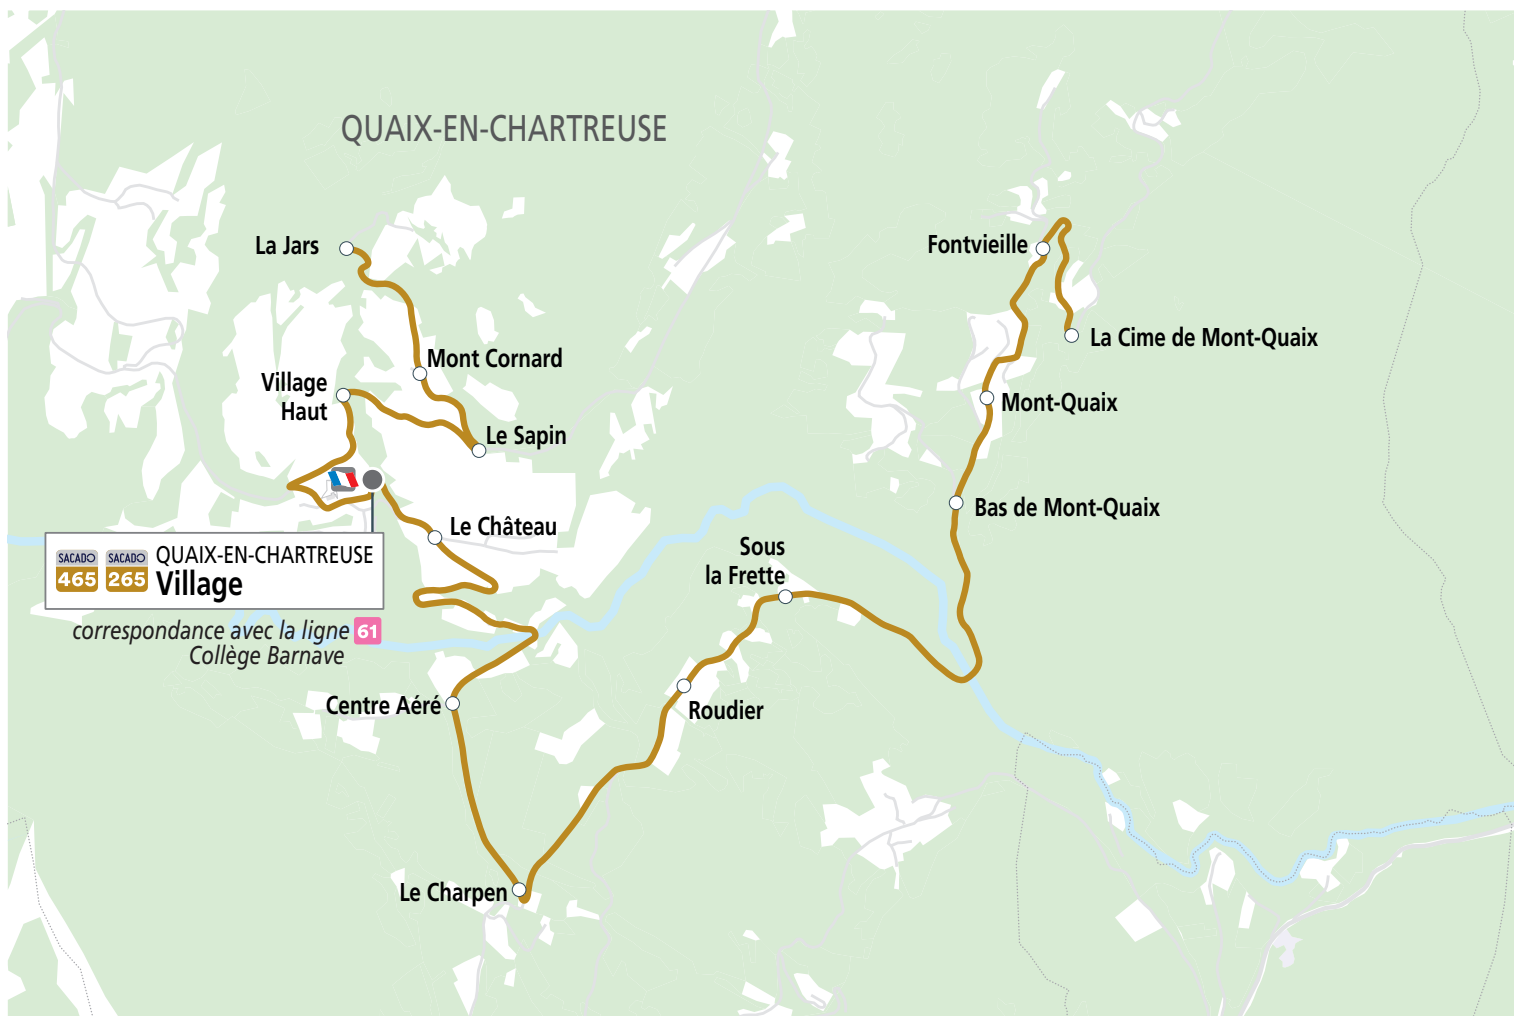 QUAIX-EN-CHARTREUSE
La Jars
Fontvieille
La Cime de Mont-Quaix
Mont Cornard
Village
Haut
Mont-Quaix
Le Sapin
Bas de Mont-Quaix
Le Château
Sous
la Frette
SACADO SACADO QUAIX-EN-CHARTREUSE
465 265 Village
correspondance avec la ligne 61
Collège Barnave
Centre Aéré
Roudier
Le Charpen